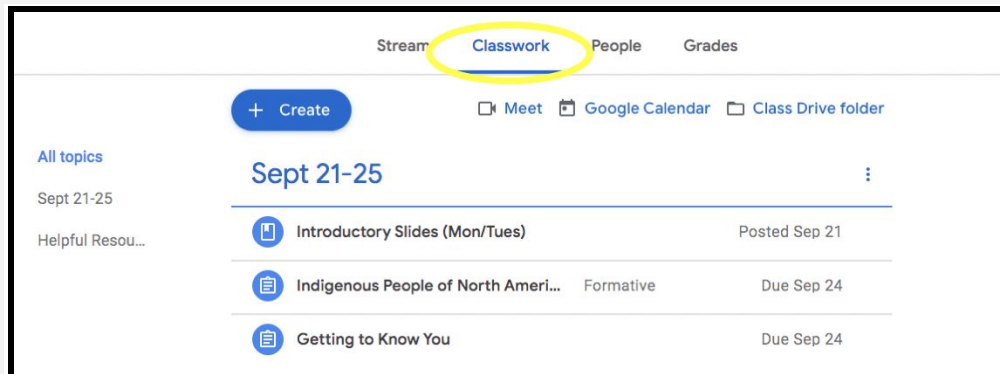 Stream Classwork People Grades
+ Create Meet Google Calendar Class Drive folder
All topics
Sept 21-25
Helpful Resou...
Sept 21-25
Introductory Slides (Mon/Tues) Posted Sep 21
Indigenous People of North Ameri... Formative Due Sep 24
Getting to Know You Due Sep 24